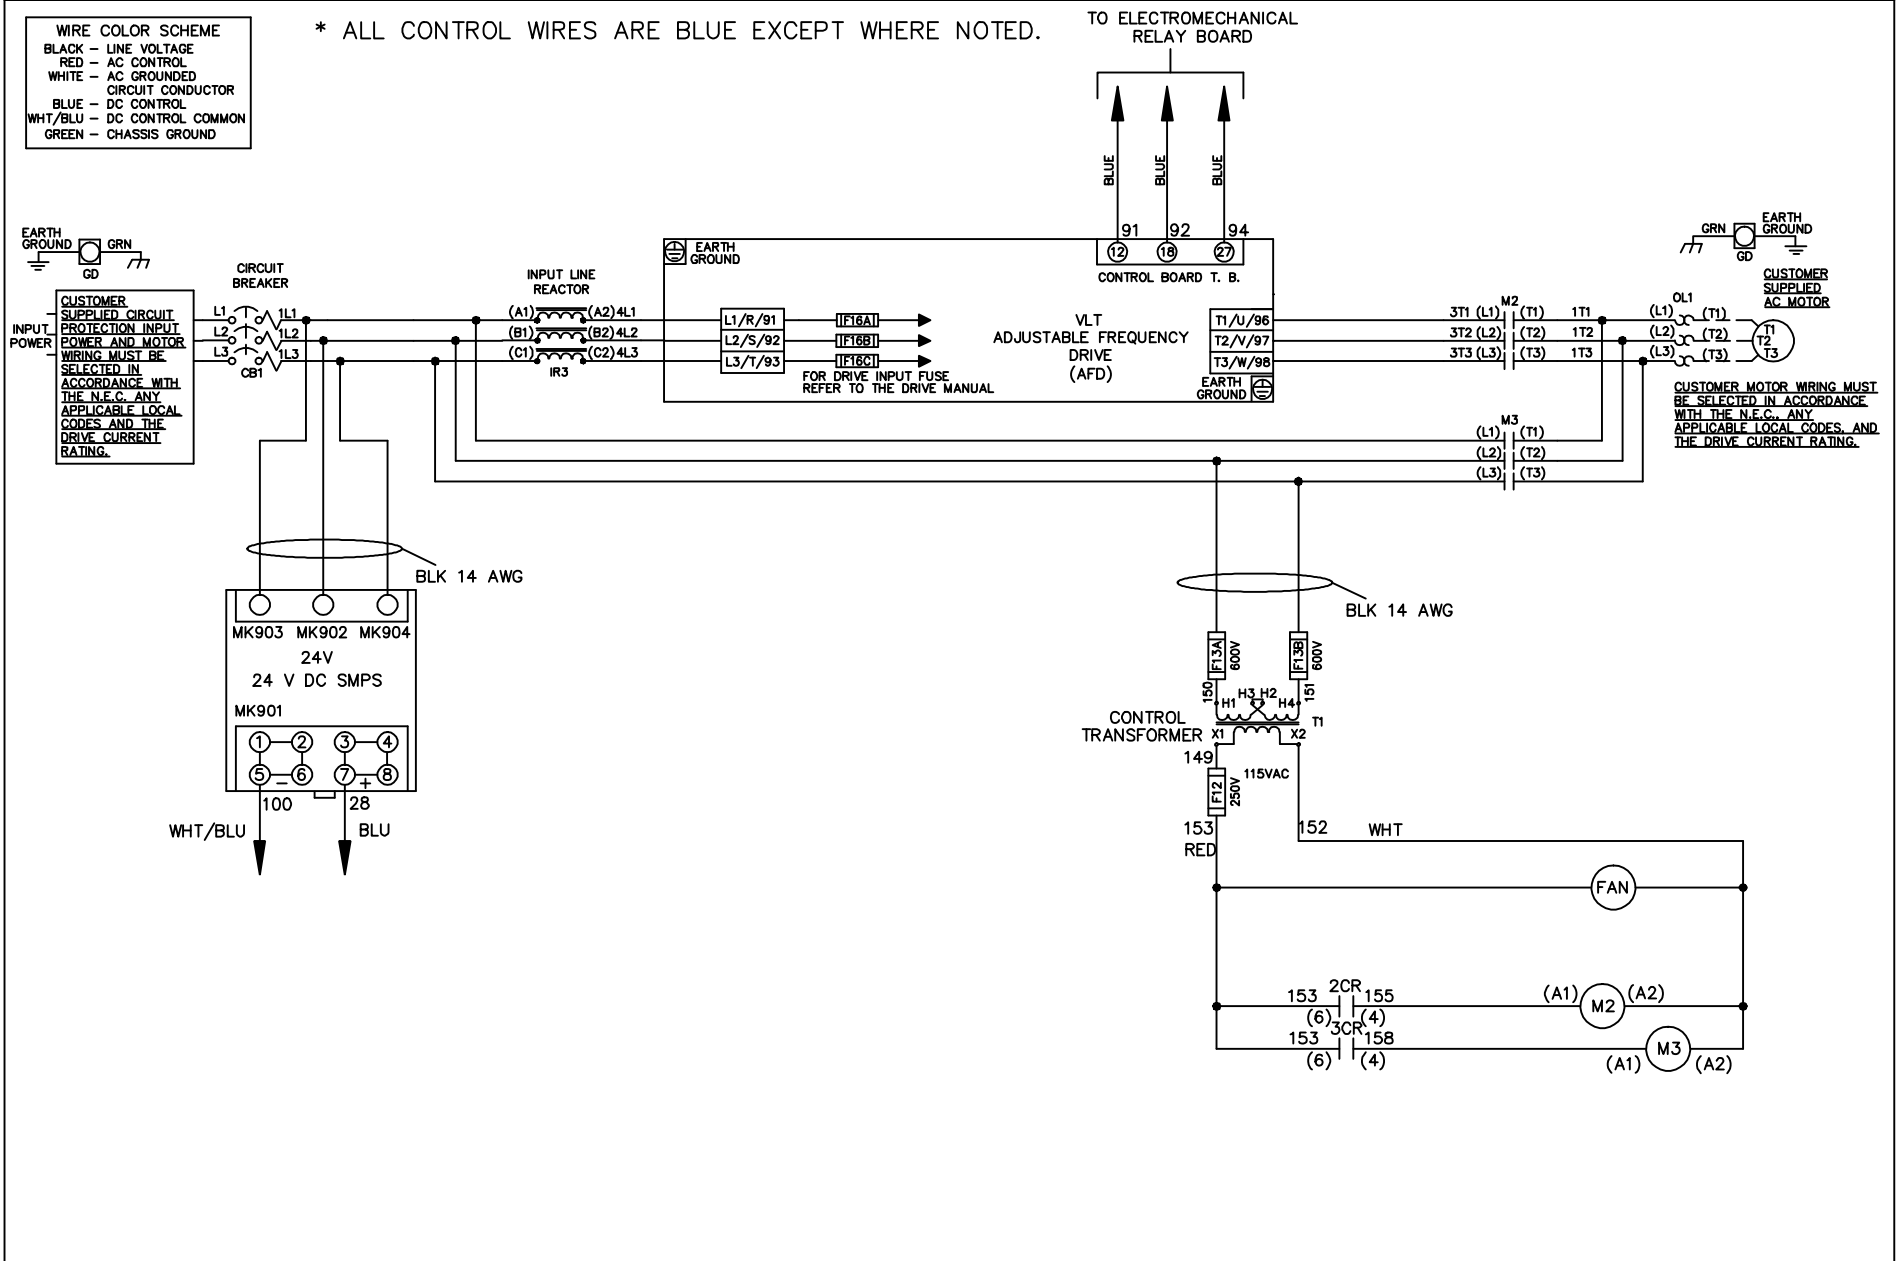 WIRE COLOR SCHEME
BLACK – LINE VOLTAGE
RED – AC CONTROL
WHITE – AC GROUNDED
CIRCUIT CONDUCTOR
BLUE – DC CONTROL
WHT/BLU – DC CONTROL COMMON
GREEN – CHASSIS GROUND
* ALL CONTROL WIRES ARE BLUE EXCEPT WHERE NOTED.
TO ELECTROMECHANICAL
RELAY BOARD
BLUE
BLUE
BLUE
91
92
94
12
18
27
CONTROL BOARD T. B.
EARTH
GROUND
GRN
GD
CIRCUIT
BREAKER
INPUT
POWER
CUSTOMER
SUPPLIED CIRCUIT
PROTECTION INPUT
POWER AND MOTOR
WIRING MUST BE
SELECTED IN
ACCORDANCE WITH
THE N.E.C. ANY
APPLICABLE LOCAL
CODES AND THE
DRIVE CURRENT
RATING.
L1
1L1
L2
1L2
L3
1L3
CB1
INPUT LINE
REACTOR
(A1)
(A2)
4L1
(B1)
(B2)
4L2
(C1)
(C2)
4L3
IR3
EARTH
GROUND
L1/R/91
L2/S/92
L3/T/93
F16A
F16B
F16C
FOR DRIVE INPUT FUSE
REFER TO THE DRIVE MANUAL
VLT
ADJUSTABLE FREQUENCY
DRIVE
(AFD)
T1/U/96
T2/V/97
T3/W/98
EARTH
GROUND
M2
3T1 (L1)
(T1)
1T1
3T2 (L2)
(T2)
1T2
3T3 (L3)
(T3)
1T3
OL1
(L1)
(T1)
(L2)
(T2)
(L3)
(T3)
T1
T2
T3
GRN
GD
EARTH
GROUND
CUSTOMER
SUPPLIED
AC MOTOR
CUSTOMER MOTOR WIRING MUST
BE SELECTED IN ACCORDANCE
WITH THE N.E.C., ANY
APPLICABLE LOCAL CODES, AND
THE DRIVE CURRENT RATING.
M3
(L1)
(T1)
(L2)
(T2)
(L3)
(T3)
BLK 14 AWG
MK903
MK902
MK904
24V
24 V DC SMPS
MK901
1
2
3
4
5
6
7
8
–
+
100
28
WHT/BLU
BLU
BLK 14 AWG
F13A
600V
F13B
600V
150
151
H1
H3
H2
H4
CONTROL
TRANSFORMER
T1
X1
X2
149
115VAC
F12
250V
153
RED
152
WHT
FAN
153
2CR
155
(6)
(4)
(A1)
M2
(A2)
153
3CR
158
(6)
(4)
(A1)
M3
(A2)